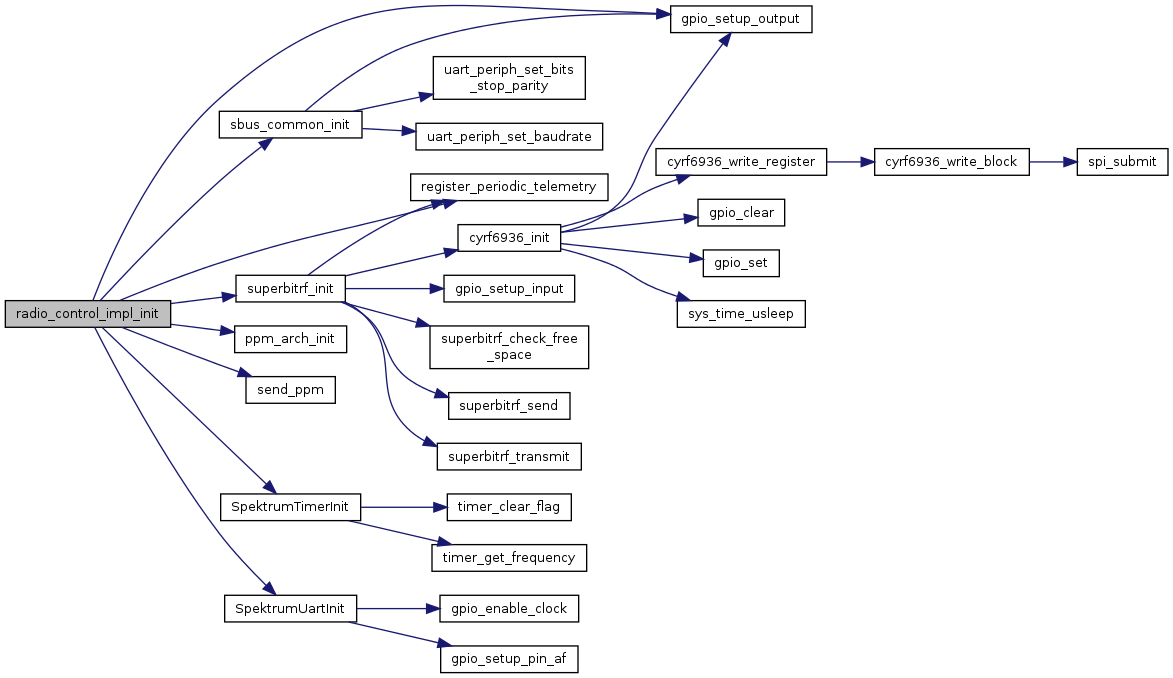 gpio_setup_output
uart_periph_set_bits
_stop_parity
sbus_common_init
uart_periph_set_baudrate
cyrf6936_write_register
cyrf6936_write_block
spi_submit
register_periodic_telemetry
gpio_clear
cyrf6936_init
gpio_set
superbitrf_init
gpio_setup_input
radio_control_impl_init
sys_time_usleep
ppm_arch_init
superbitrf_check_free
_space
send_ppm
superbitrf_send
superbitrf_transmit
SpektrumTimerInit
timer_clear_flag
timer_get_frequency
SpektrumUartInit
gpio_enable_clock
gpio_setup_pin_af